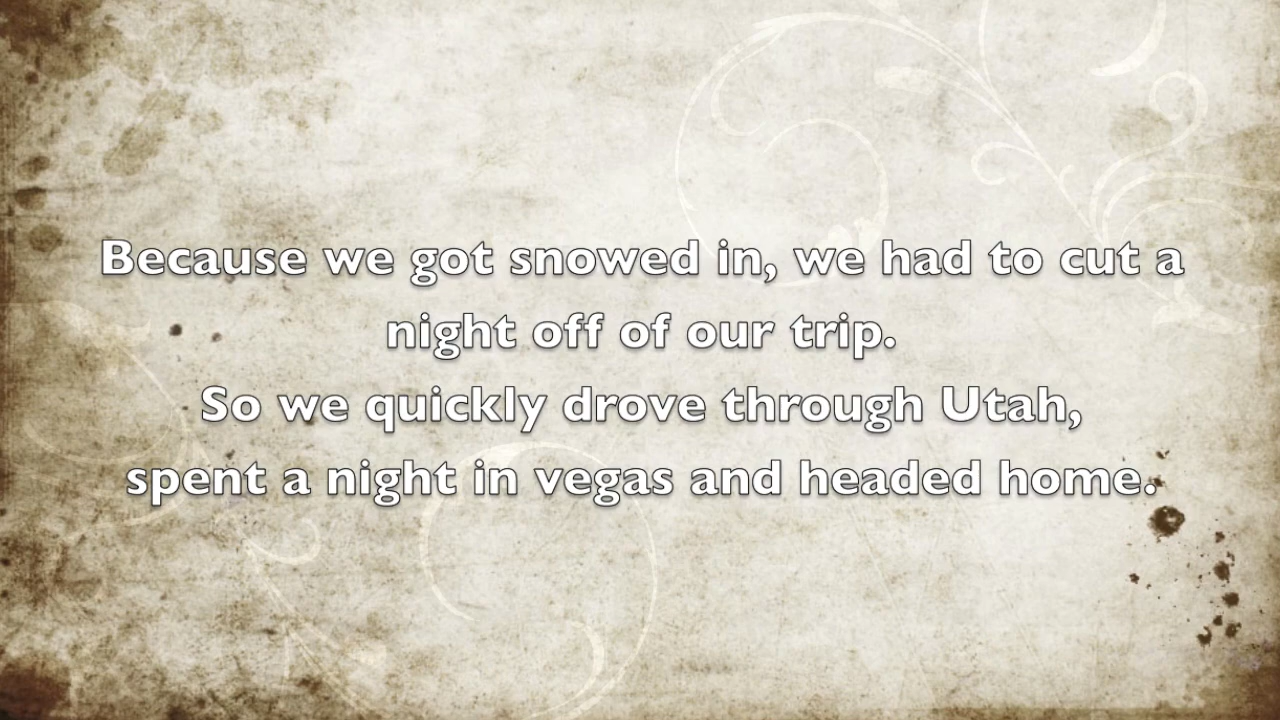 Because we got snowed in, we had to cut a
night off of our trip.
So we quickly drove through Utah,
spent a night in vegas and headed home.